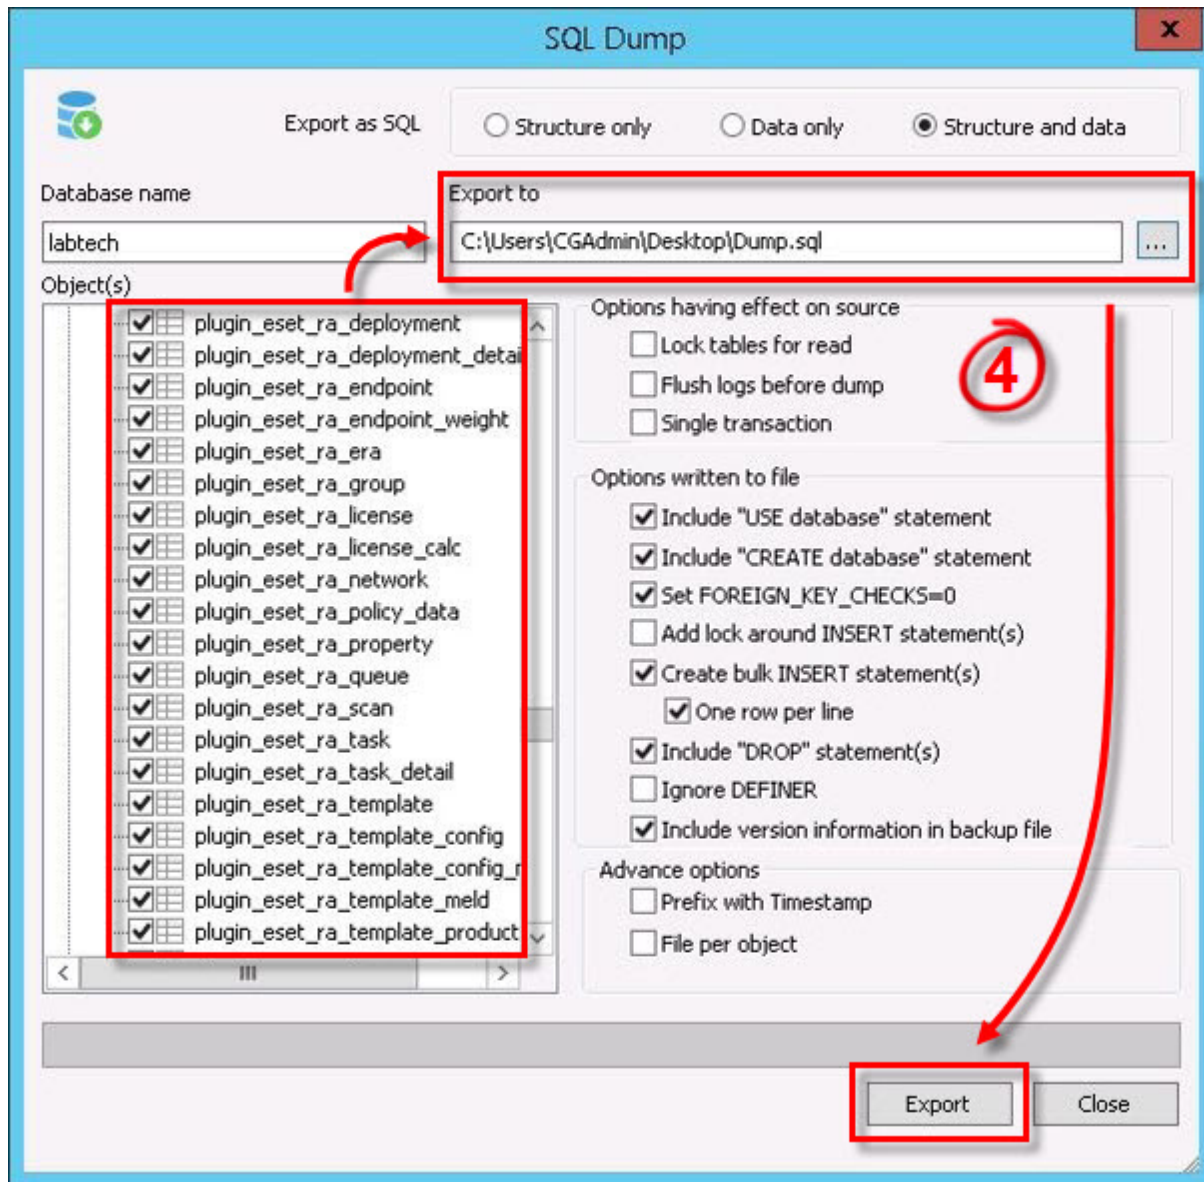 SQL Dump
x
Export as SQL
Structure only
Data only
Structure and data
Database name
Export to
labtech
C:\Users\CGAdmin\Desktop\Dump.sql
...
Object(s)
plugin_eset_ra_deployment
plugin_eset_ra_deployment_detai
plugin_eset_ra_endpoint
plugin_eset_ra_endpoint_weight
plugin_eset_ra_era
plugin_eset_ra_group
plugin_eset_ra_license
plugin_eset_ra_license_calc
plugin_eset_ra_network
plugin_eset_ra_policy_data
plugin_eset_ra_property
plugin_eset_ra_queue
plugin_eset_ra_scan
plugin_eset_ra_task
plugin_eset_ra_task_detail
plugin_eset_ra_template
plugin_eset_ra_template_config
plugin_eset_ra_template_config_r
plugin_eset_ra_template_meld
plugin_eset_ra_template_product
Options having effect on source
Lock tables for read
Flush logs before dump
Single transaction
4
Options written to file
Include "USE database" statement
Include "CREATE database" statement
Set FOREIGN_KEY_CHECKS=0
Add lock around INSERT statement(s)
Create bulk INSERT statement(s)
One row per line
Include "DROP" statement(s)
Ignore DEFINER
Include version information in backup file
Advance options
Prefix with Timestamp
File per object
Export
Close